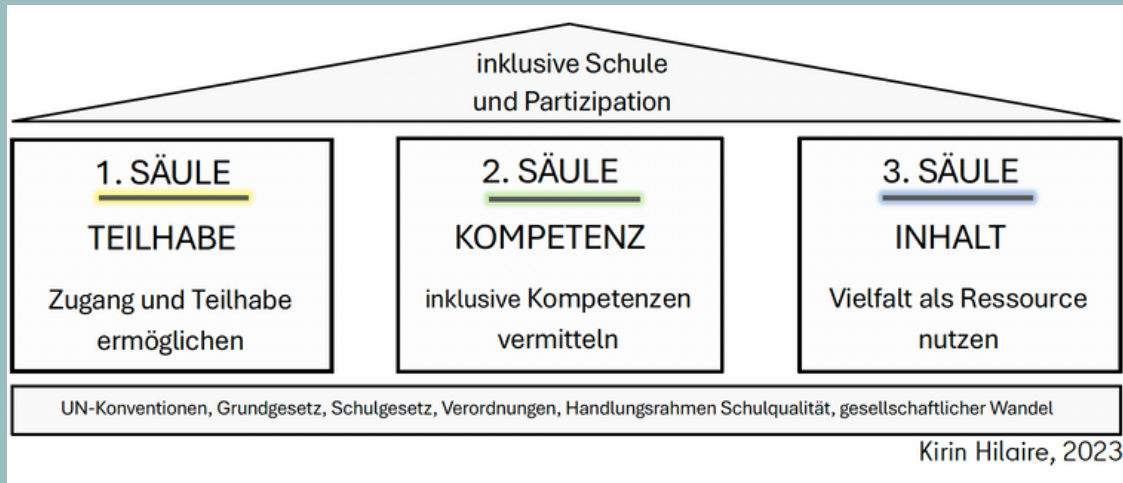 inklusive Schule
und Partizipation
1. SÄULE
TEILHABE
Zugang und Teilhabe
ermöglichen
2. SÄULE
KOMPETENZ
inklusive Kompetenzen
vermitteln
3. SÄULE
INHALT
Vielfalt als Ressource
nutzen
UN-Konventionen, Grundgesetz, Schulgesetz, Verordnungen, Handlungsrahmen Schulqualität, gesellschaftlicher Wandel
Kirin Hilaire, 2023